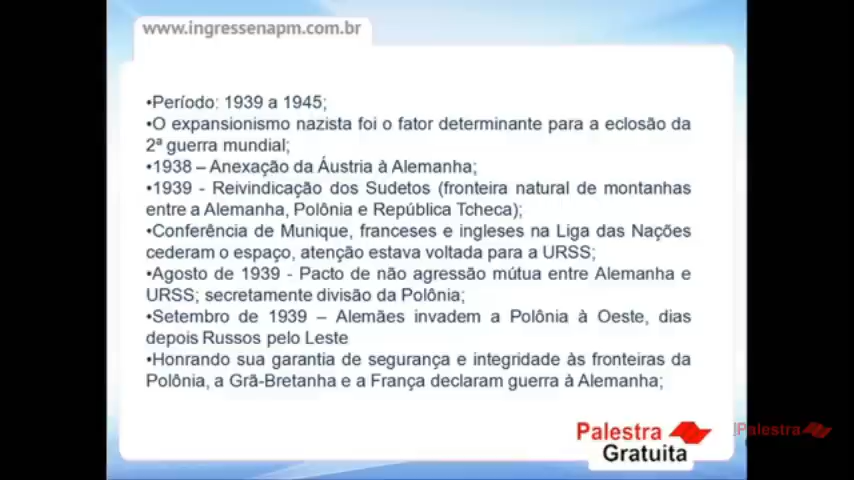 www.ingressenapm.com.br
•Período: 1939 a 1945;
•O expansionismo nazista foi o fator determinante para a eclosão da
2ª guerra mundial;
•1938 – Anexação da Áustria à Alemanha;
•1939 - Reivindicação dos Sudetos (fronteira natural de montanhas
entre a Alemanha, Polônia e República Tcheca);
•Conferência de Munique, franceses e ingleses na Liga das Nações
cederam o espaço, atenção estava voltada para a URSS;
•Agosto de 1939 - Pacto de não agressão mútua entre Alemanha e
URSS; secretamente divisão da Polônia;
•Setembro de 1939 – Alemães invadem a Polônia à Oeste, dias
depois Russos pelo Leste
•Honrando sua garantia de segurança e integridade às fronteiras da
Polônia, a Grã-Bretanha e a França declaram guerra à Alemanha;
Palestra
Gratuita
Palestra